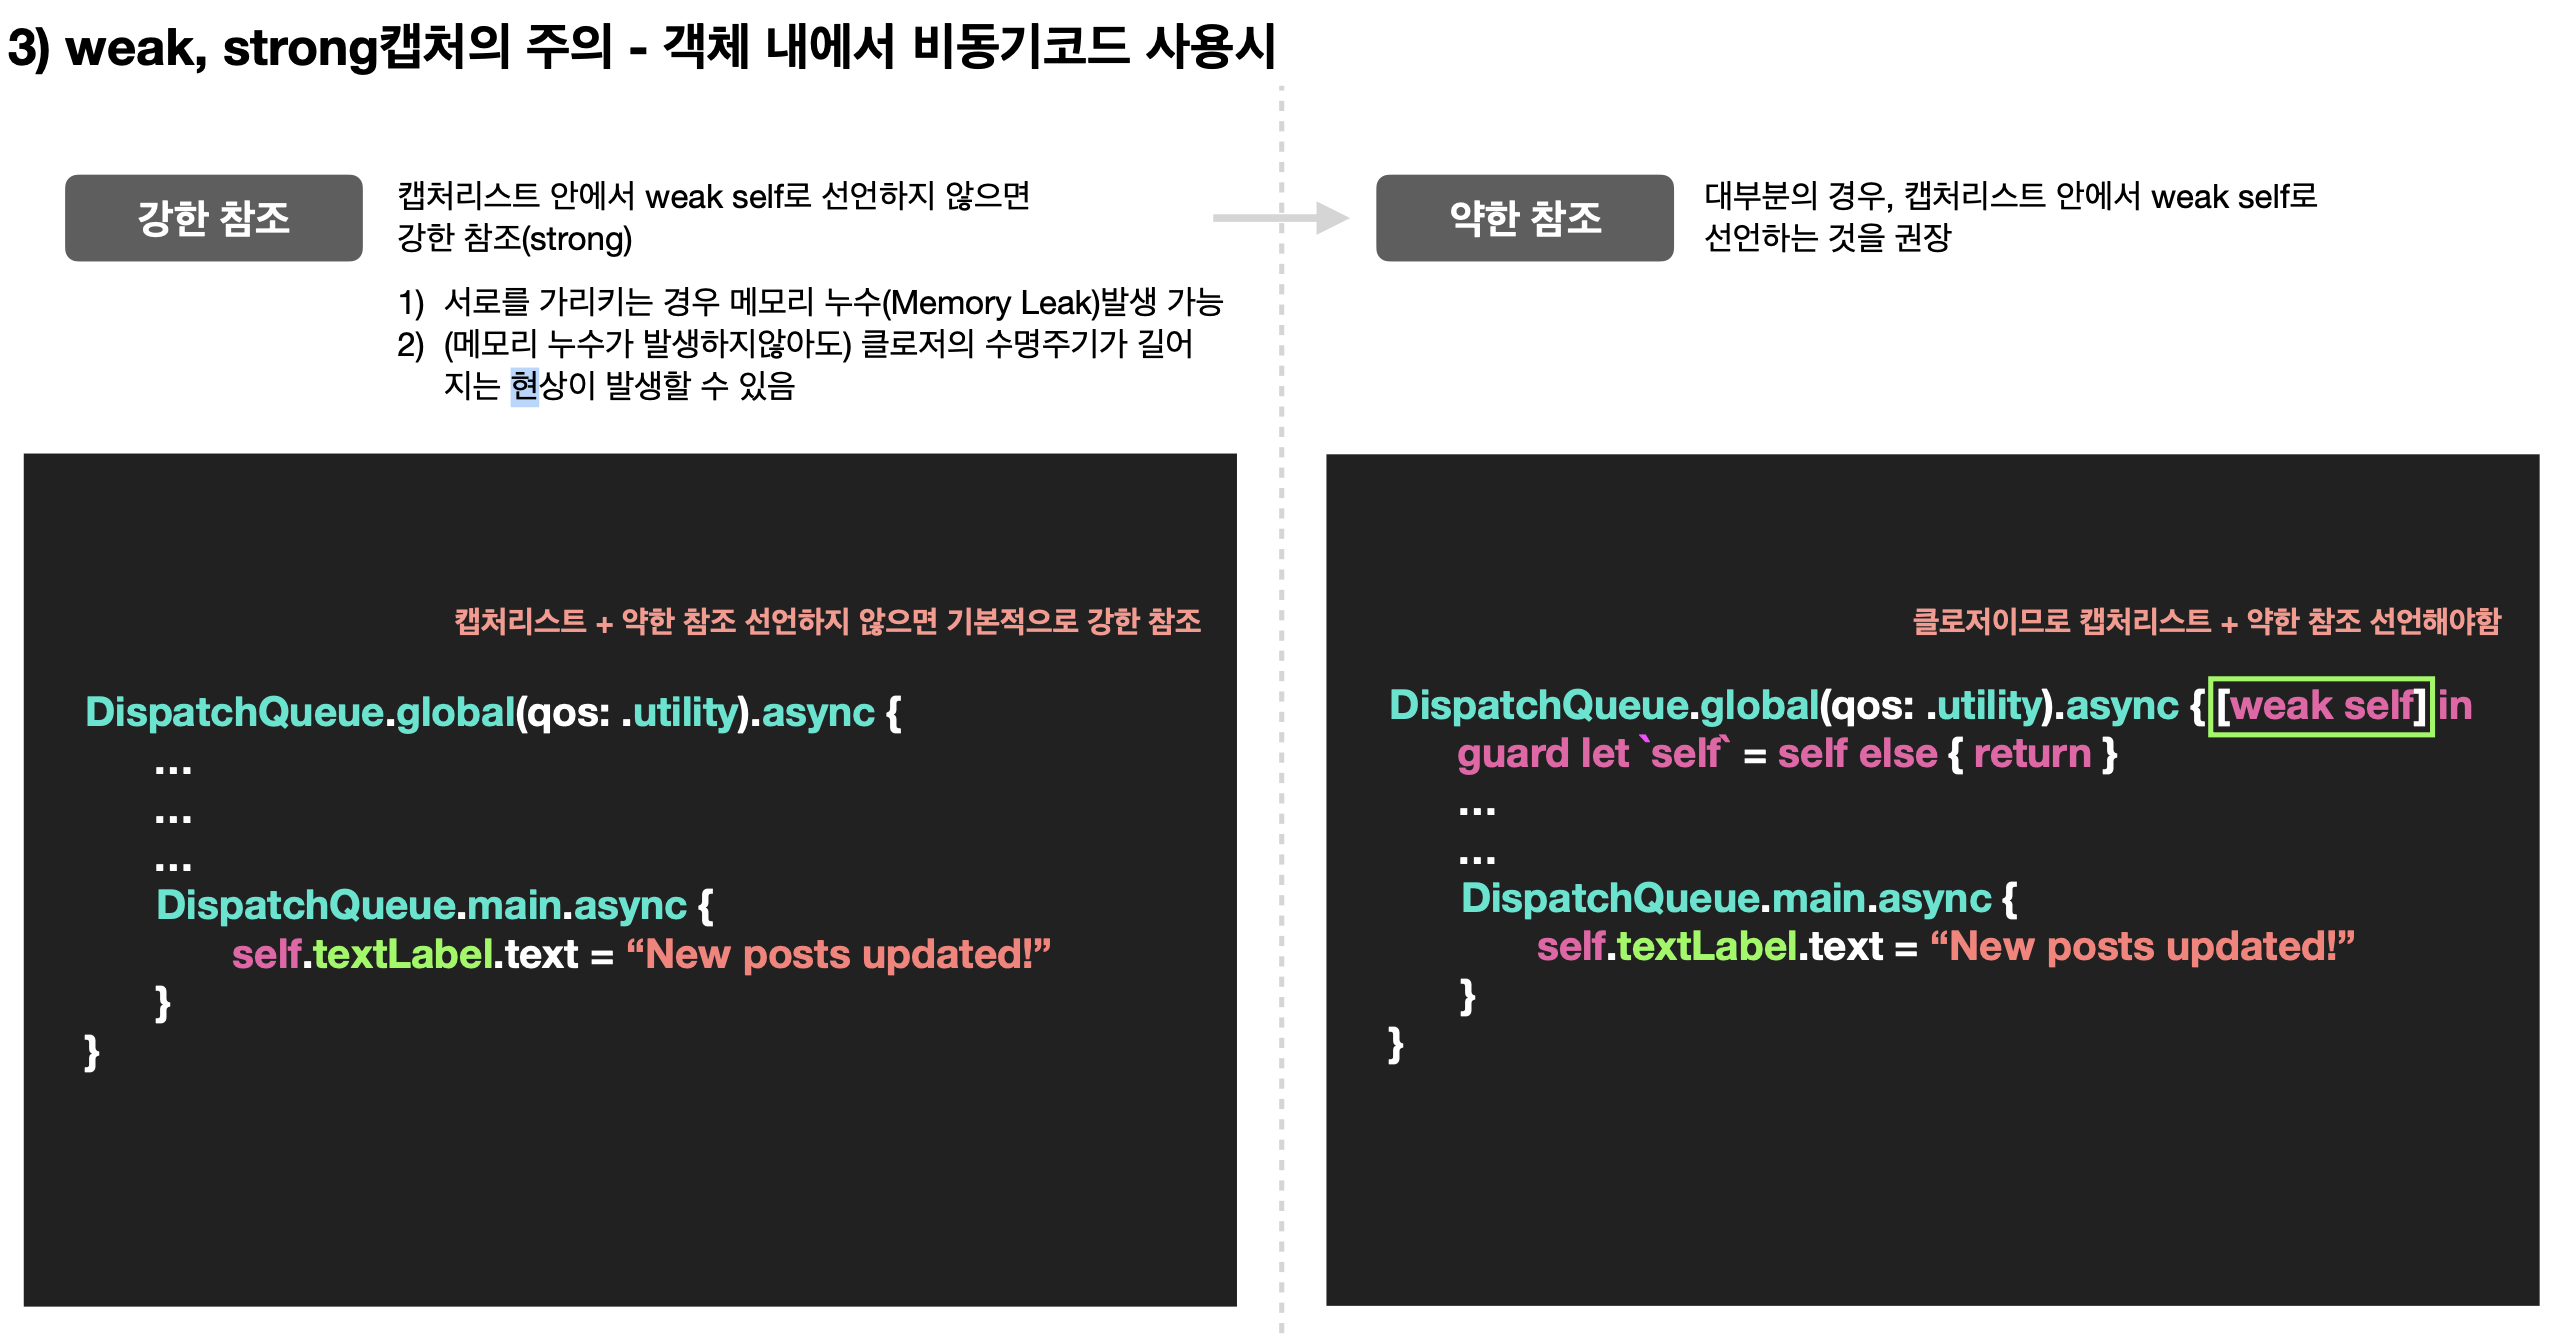 3) weak, strong캡처의 주의 - 객체 내에서 비동기코드 사용시
강한 참조
캡처리스트 안에서 weak self로 선언하지 않으면
강한 참조(strong)
1) 서로를 가리키는 경우 메모리 누수(Memory Leak)발생 가능
2) (메모리 누수가 발생하지않아도) 클로저의 수명주기가 길어
지는 현상이 발생할 수 있음
캡처리스트 + 약한 참조 선언하지 않으면 기본적으로 강한 참조
DispatchQueue.global(qos: .utility).async {
...
...
...
DispatchQueue.main.async {
self.textLabel.text = “New posts updated!”
}
}
약한 참조
대부분의 경우, 캡처리스트 안에서 weak self로
선언하는 것을 권장
클로저이므로 캡처리스트 + 약한 참조 선언해야함
DispatchQueue.global(qos: .utility).async { [weak self] in
guard let `self` = self else { return }
...
...
DispatchQueue.main.async {
self.textLabel.text = “New posts updated!”
}
}